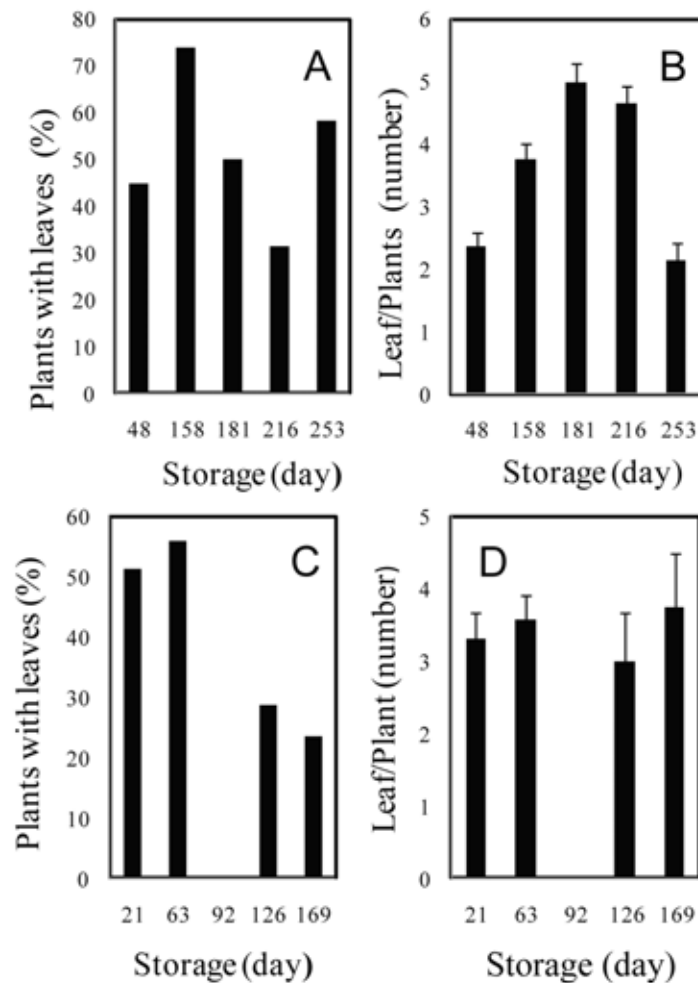 A
Plants with leaves (%)
80
70
60
50
40
30
20
10
0
48 158 181 216 253
Storage (day)
B
Leaf/Plants (number)
6
5
4
3
2
1
0
48 158 181 216 253
Storage (day)
C
Plants with leaves (%)
60
50
40
30
20
10
0
21 63 92 126 169
Storage (day)
D
Leaf/Plant (number)
5
4
3
2
1
0
21 63 92 126 169
Storage (day)